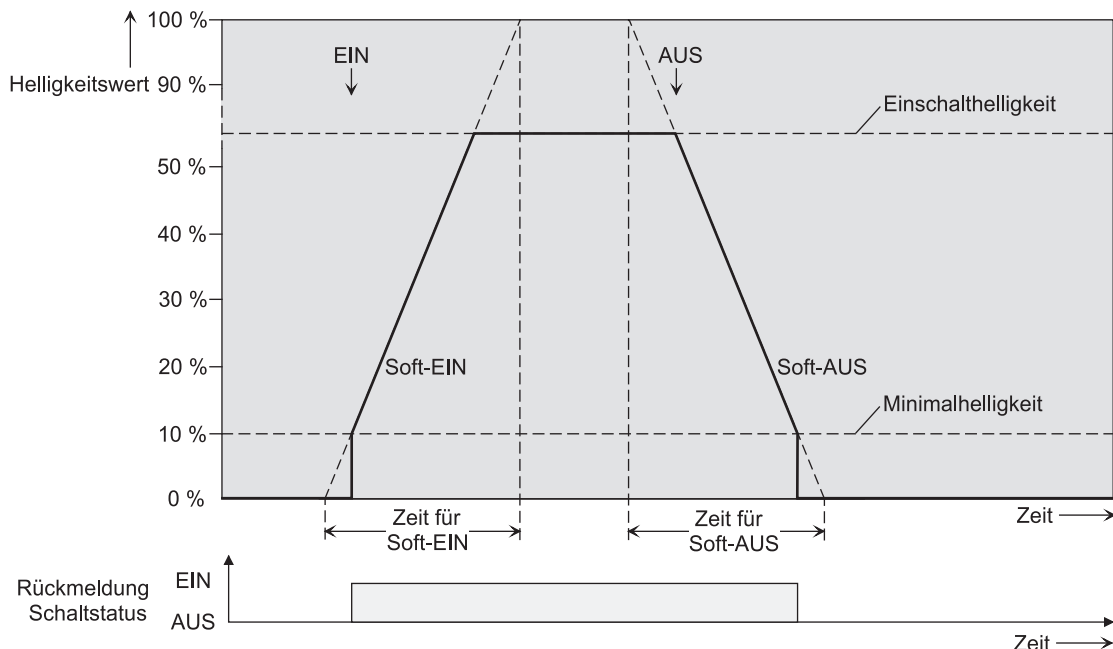 100 %
Helligkeitswert
90 %
EIN
AUS
Einschalthelligkeit
50 %
40 %
30 %
20 %
Soft-EIN
Soft-AUS
Minimalhelligkeit
10 %
0 %
Zeit für
Soft-EIN
Zeit für
Soft-AUS
Zeit
Rückmeldung
Schaltstatus
EIN
AUS
Zeit